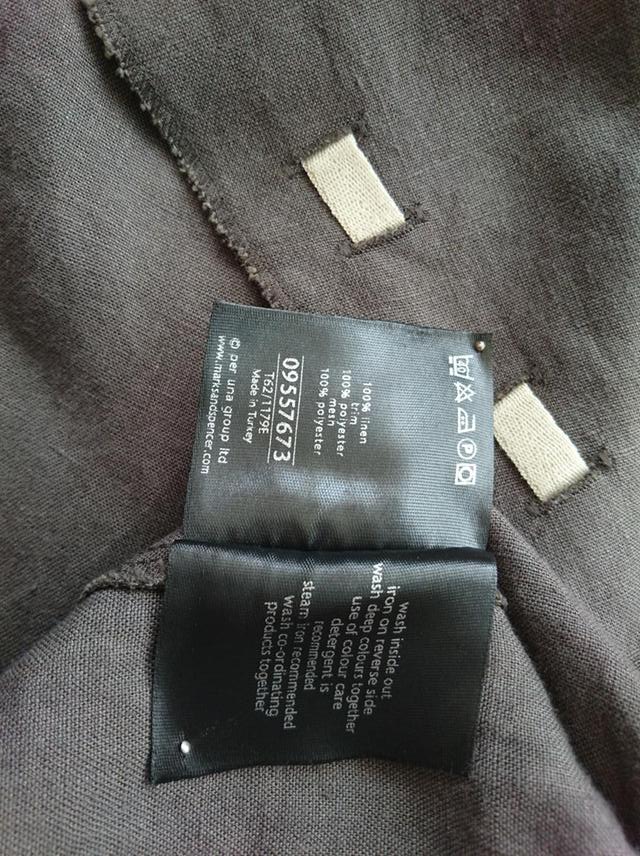 40
P
100% linen
trim
100% polyester
mesh
100% polyester
09557673
T62/1179E
Made in Turkey
© per una group ltd
www.marksandspencer.com
wash inside out
iron on reverse side
wash deep colours together
use of colour care
detergent is
recommended
steam iron recommended
wash co-ordinating
products together